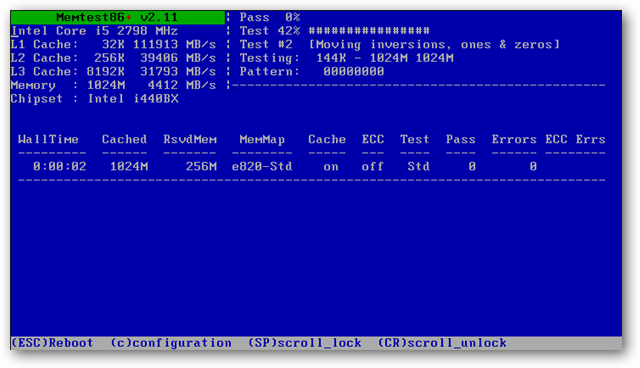 Memtest86+ v2.11 | Pass 0%
Intel Core i5 2798 MHz | Test 42% ################
L1 Cache: 32K 111913 MB/s | Test #2 [Moving inversions, ones & zeros]
L2 Cache: 256K 39406 MB/s | Testing: 144K - 1024M 1024M
L3 Cache: 8192K 31793 MB/s | Pattern: 00000000
Memory : 1024M 4412 MB/s |-------------------------------------------------
Chipset : Intel i440BX
WallTime Cached RsvdMem MemMap Cache ECC Test Pass Errors ECC Errs
--------- ------ ------- -------- ----- --- ---- ---- ------ --------
0:00:02 1024M 256M e820-Std on off Std 0 0
-----------------------------------------------------------------------------
(ESC)Reboot (c)configuration (SP)scroll_lock (CR)scroll_unlock